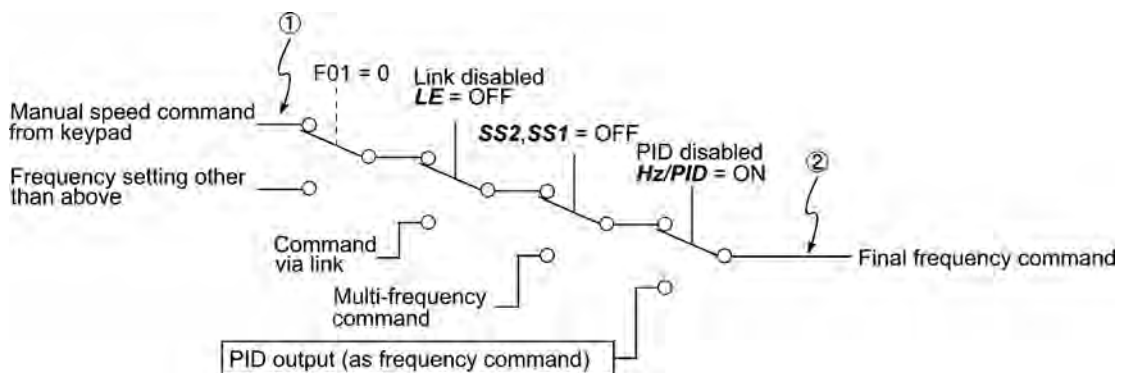 ①
F01 = 0
Link disabled
LE = OFF
Manual speed command
from keypad
SS2,SS1 = OFF
PID disabled
Hz/PID = ON
②
Frequency setting other
than above
Command
via link
Final frequency command
Multi-frequency
command
PID output (as frequency command)